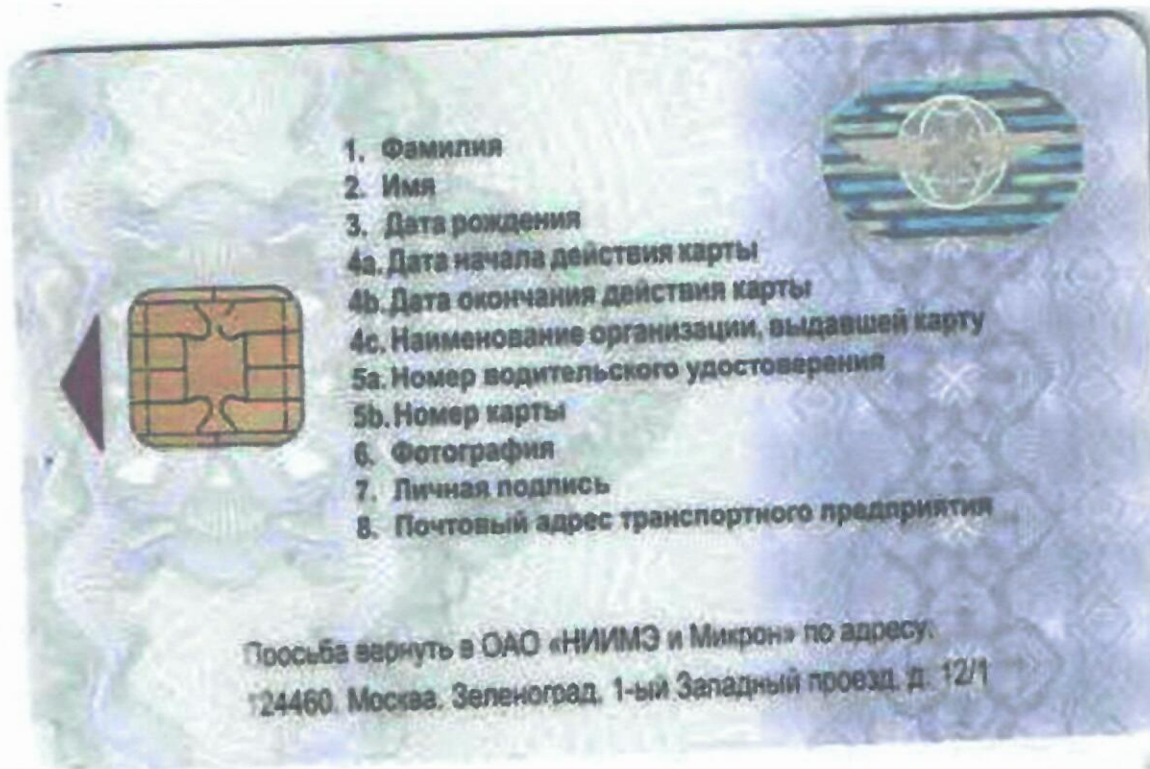 1. Фамилия
2. Имя
3. Дата рождения
4a. Дата начала действия карты
4b. Дата окончания действия карты
4c. Наименование организации, выдавшей карту
5a. Номер водительского удостоверения
5b. Номер карты
6. Фотография
7. Личная подпись
8. Почтовый адрес транспортного предприятия
Просьба вернуть в ОАО «НИИМЭ и Микрон» по адресу:
124460, Москва, Зеленоград, 1-ый Западный проезд, д. 12/1